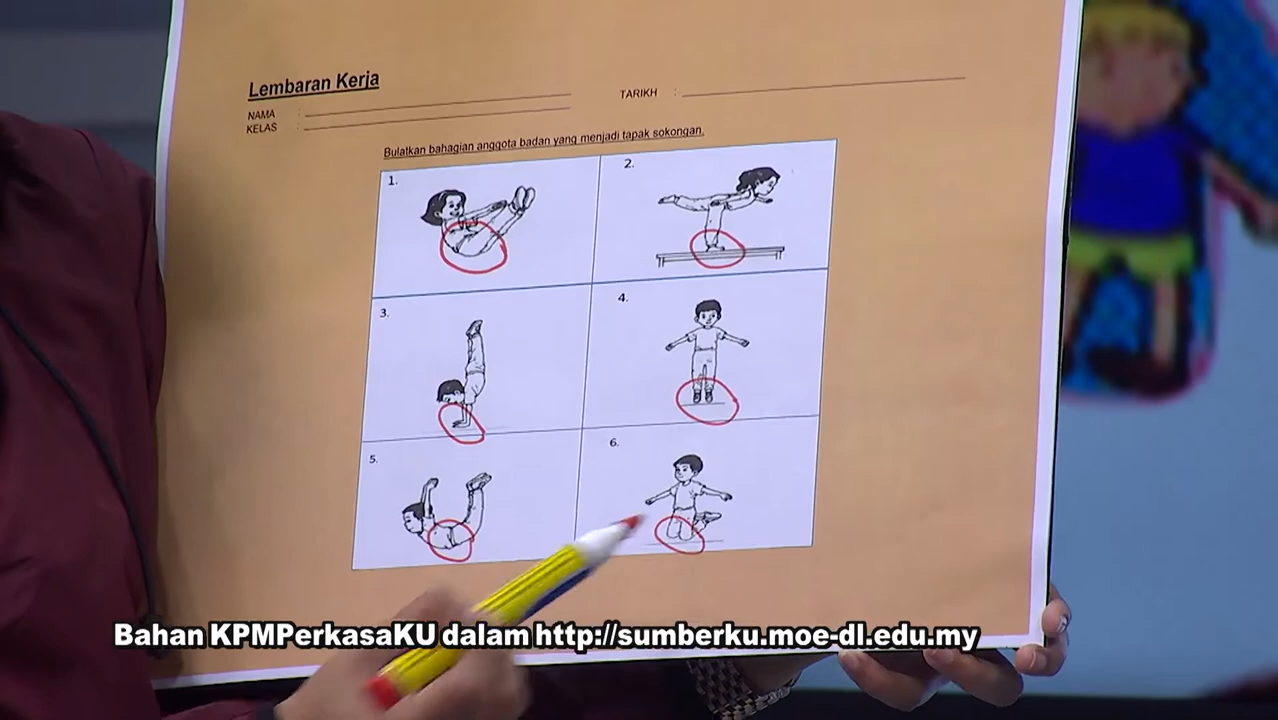 Lembaran Kerja
NAMA :
TARIKH :
KELAS :
Bulatkan bahagian anggota badan yang menjadi tapak sokongan.
1.
2.
3.
4.
5.
6.
Bahan KPMPerkasaKU dalam http://sumberku.moe-dl.edu.my